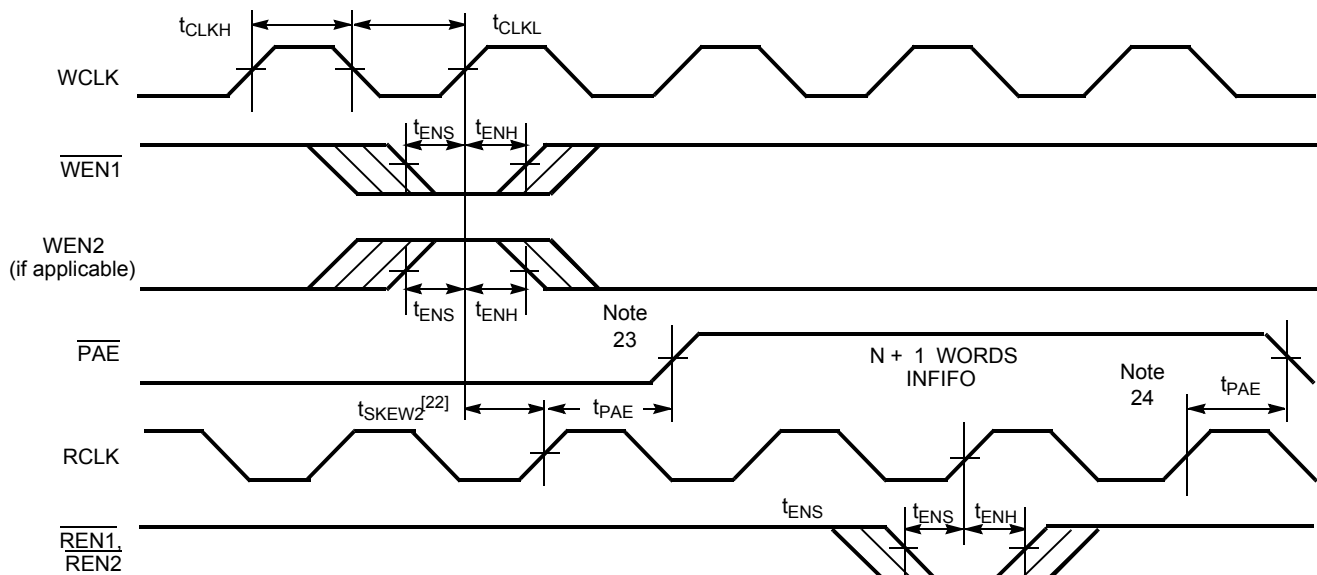 tCLKH
tCLKL
WCLK
tENS tENH
WEN1
WEN2
(if applicable)
tENS tENH
Note
23
PAE
N + 1 WORDS
INFIFO
Note
24
tPAE
tSKEW2[22]
tPAE
RCLK
tENS
tENS tENH
REN1,
REN2